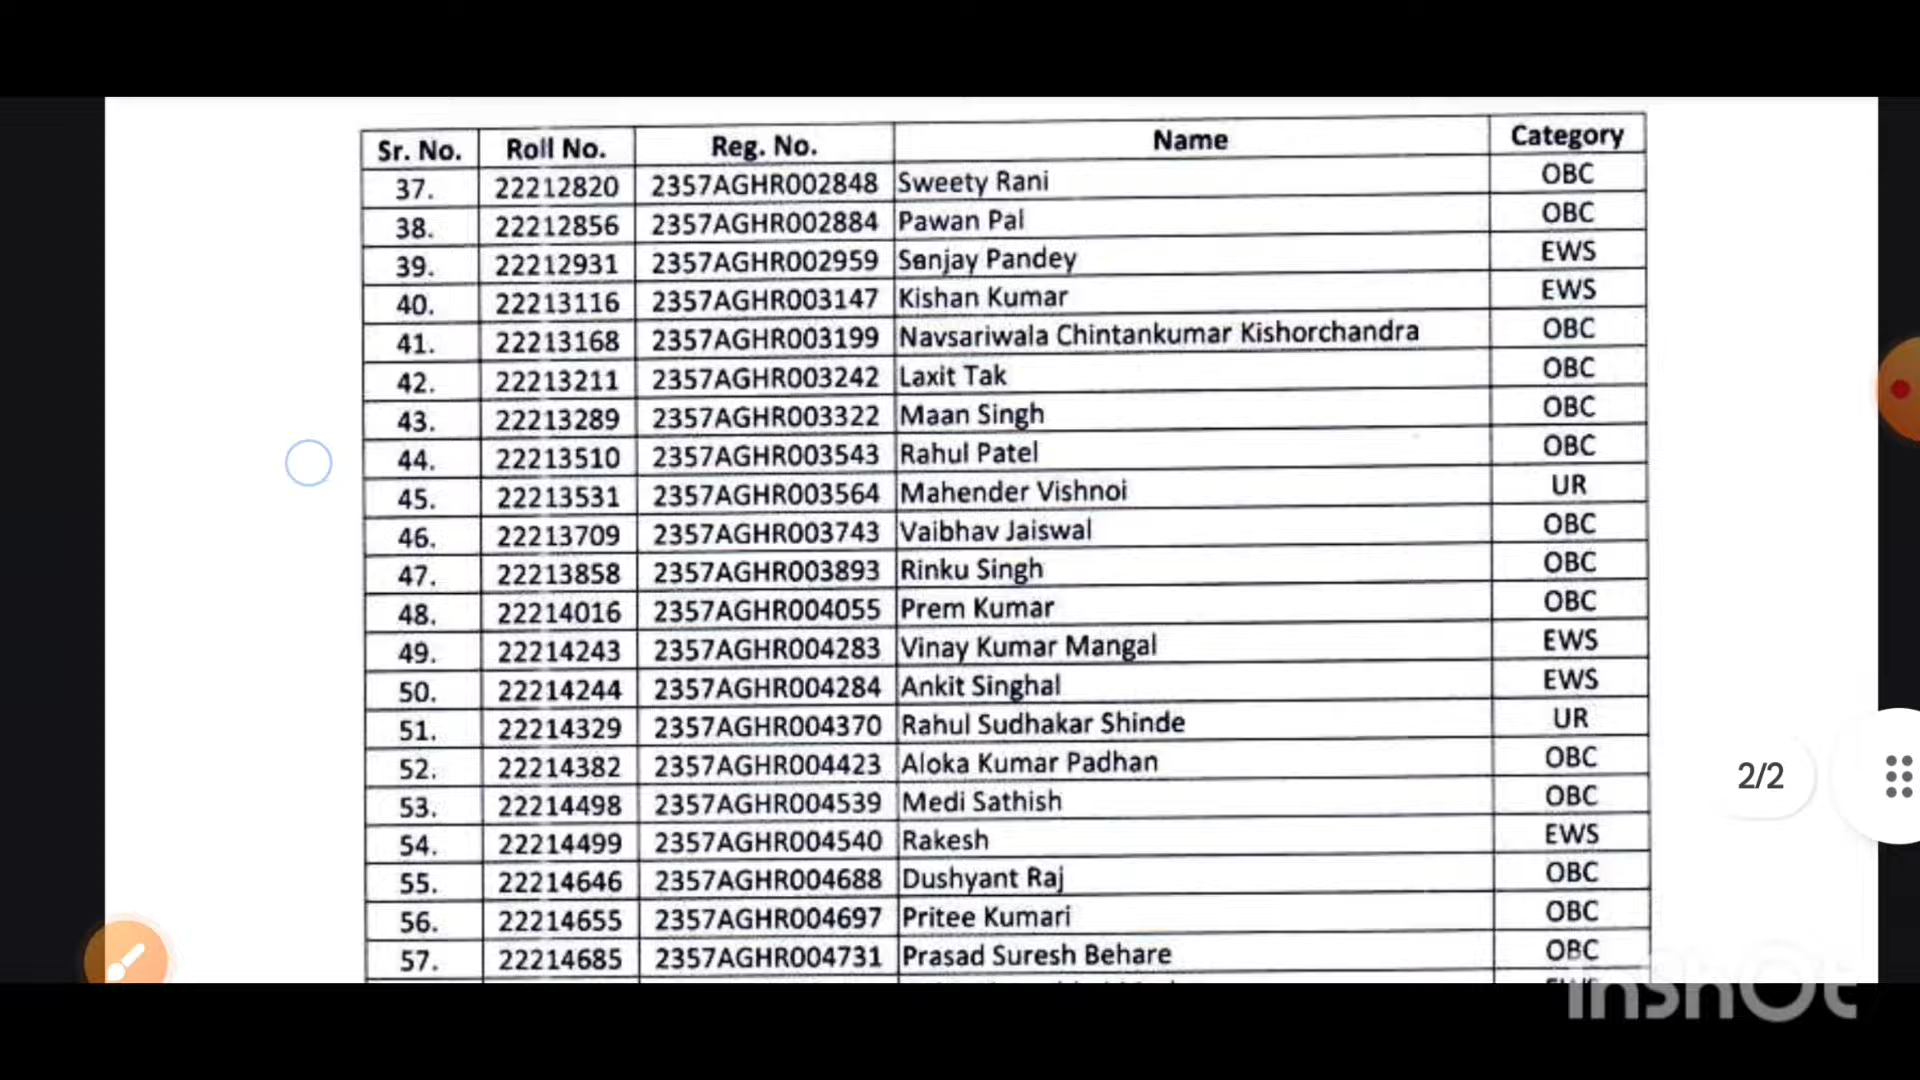 Sr. No. Roll No. Reg. No. Name Category
37. 22212820 2357AGHR002848 Sweety Rani OBC
38. 22212856 2357AGHR002884 Pawan Pal OBC
39. 22212931 2357AGHR002959 Sanjay Pandey EWS
40. 22213116 2357AGHR003147 Kishan Kumar EWS
41. 22213168 2357AGHR003199 Navsariwala Chintankumar Kishorchandra OBC
42. 22213211 2357AGHR003242 Laxit Tak OBC
43. 22213289 2357AGHR003322 Maan Singh OBC
44. 22213510 2357AGHR003543 Rahul Patel OBC
45. 22213531 2357AGHR003564 Mahender Vishnoi UR
46. 22213709 2357AGHR003743 Vaibhav Jaiswal OBC
47. 22213858 2357AGHR003893 Rinku Singh OBC
48. 22214016 2357AGHR004055 Prem Kumar OBC
49. 22214243 2357AGHR004283 Vinay Kumar Mangal EWS
50. 22214244 2357AGHR004284 Ankit Singhal EWS
51. 22214329 2357AGHR004370 Rahul Sudhakar Shinde UR
52. 22214382 2357AGHR004423 Aloka Kumar Padhan OBC
53. 22214498 2357AGHR004539 Medi Sathish OBC
54. 22214499 2357AGHR004540 Rakesh EWS
55. 22214646 2357AGHR004688 Dushyant Raj OBC
56. 22214655 2357AGHR004697 Pritee Kumari OBC
57. 22214685 2357AGHR004731 Prasad Suresh Behare OBC
2/2
InShOt